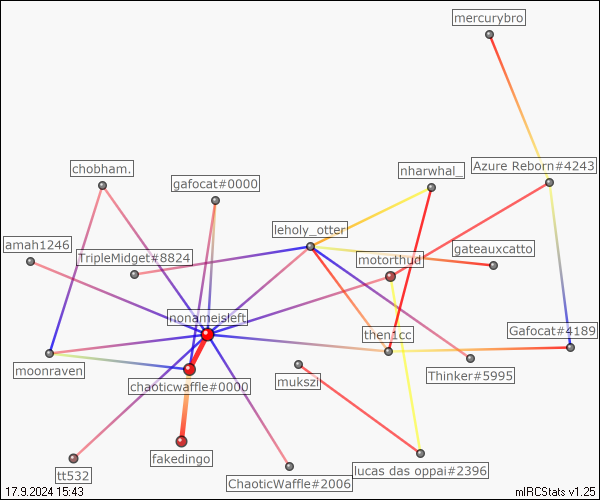 mercurybro
Azure Reborn#4243
chobham.
gafocat#0000
nharwhal_
leholy_otter
amah1246
TripleMidget#8824
motorthud
gateauxcatto
nonameisleft
then1cc
Gafocat#4189
moonraven
chaoticwaffle#0000
mukszi
Thinker#5995
fakedingo
tt532
ChaoticWaffle#2006
lucas das oppai#2396
17.9.2024 15:43
mIRCStats v1.25